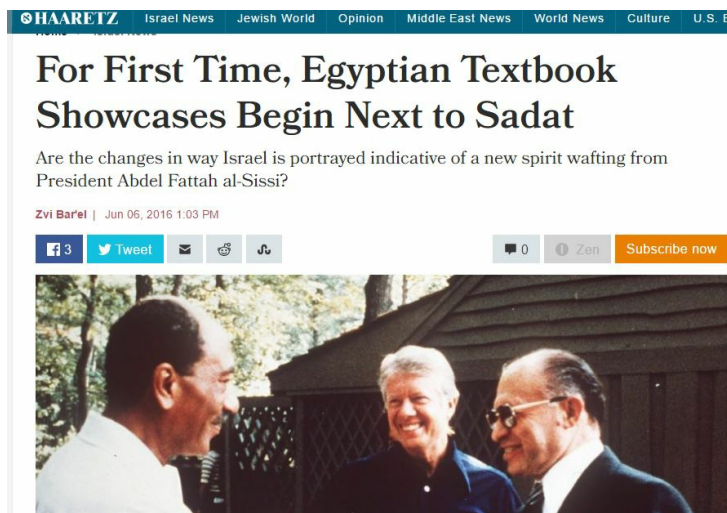 HAARETZ Israel News Jewish World Opinion Middle East News World News Culture U.S.
For First Time, Egyptian Textbook
Showcases Begin Next to Sadat
Are the changes in way Israel is portrayed indicative of a new spirit wafting from
President Abdel Fattah al-Sissi?
Zvi Bar'el | Jun 06, 2016 1:03 PM
3 Tweet 0 Zen Subscribe now